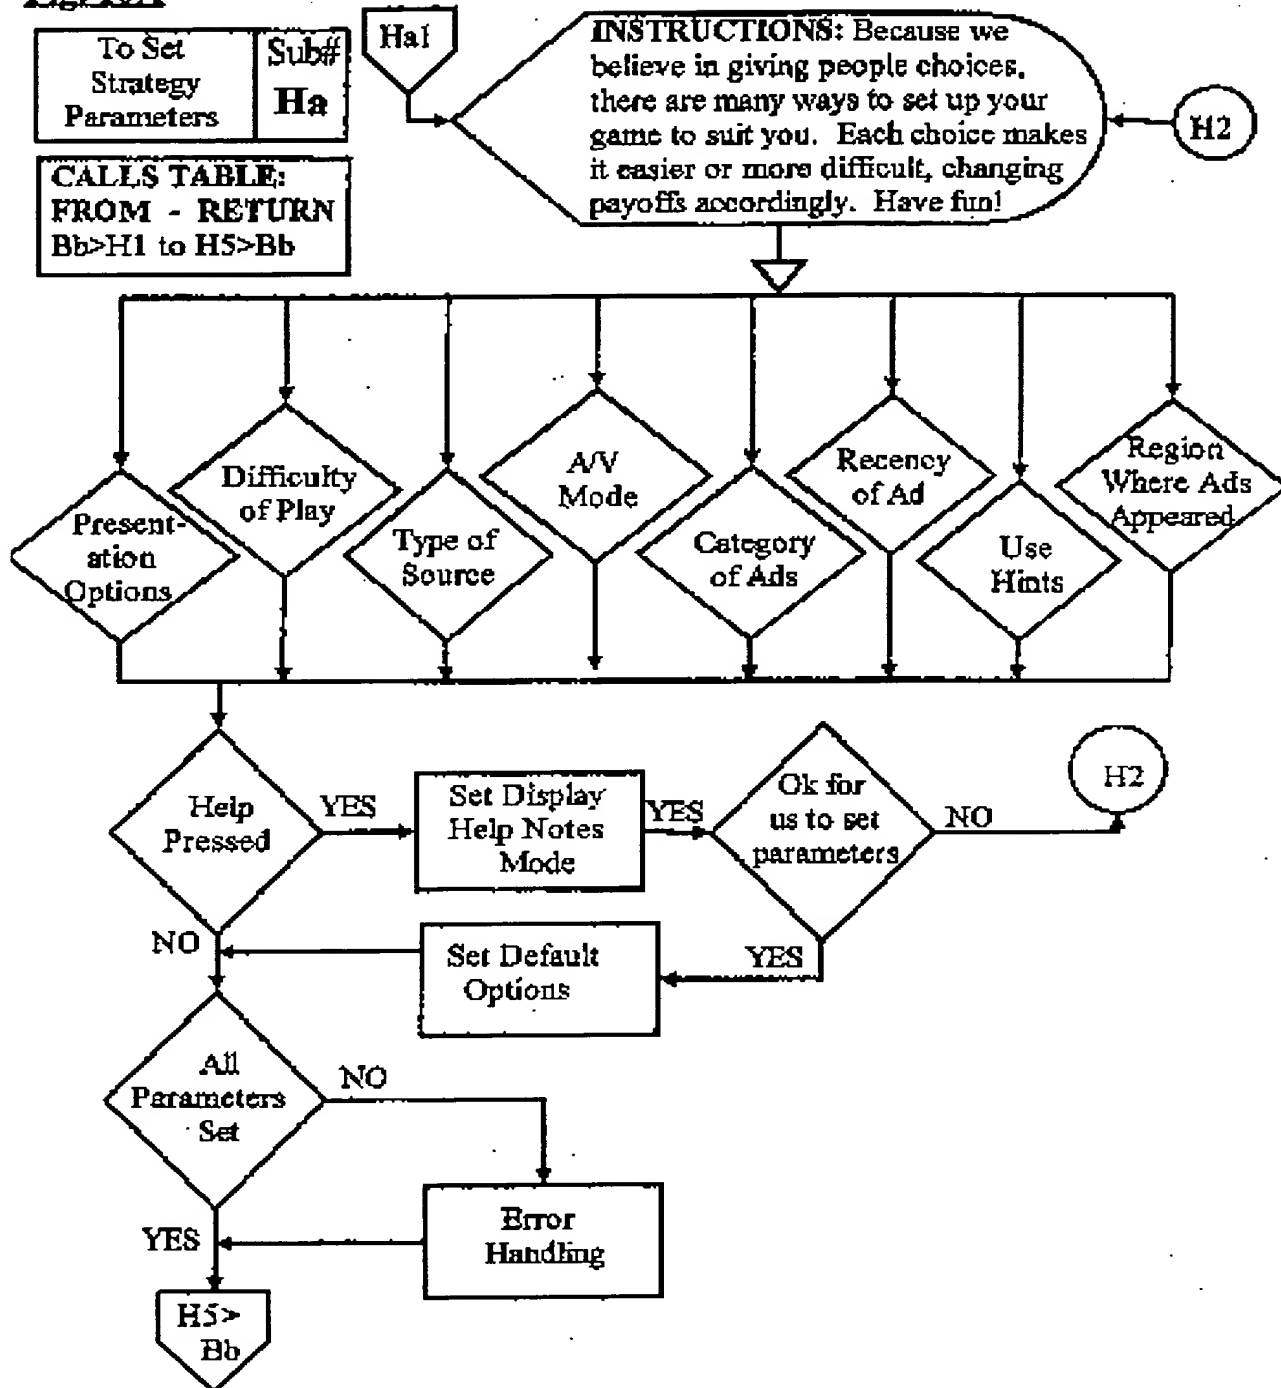 To Set
Strategy
Parameters
Sub#
Ha
CALLS TABLE:
FROM - RETURN
Bb>H1 to H5>Bb
Ha1
INSTRUCTIONS: Because we
believe in giving people choices,
there are many ways to set up your
game to suit you. Each choice makes
it easier or more difficult, changing
payoffs accordingly. Have fun!
H2
Present-
ation
Options
Difficulty
of Play
Type of
Source
A/V
Mode
Category
of Ads
Recency
of Ad
Use
Hints
Region
Where Ads
Appeared
Help
Pressed
YES
Set Display
Help Notes
Mode
YES
Ok for
us to set
parameters
NO
H2
NO
Set Default
Options
YES
All
Parameters
Set
NO
Error
Handling
YES
H5>
Bb